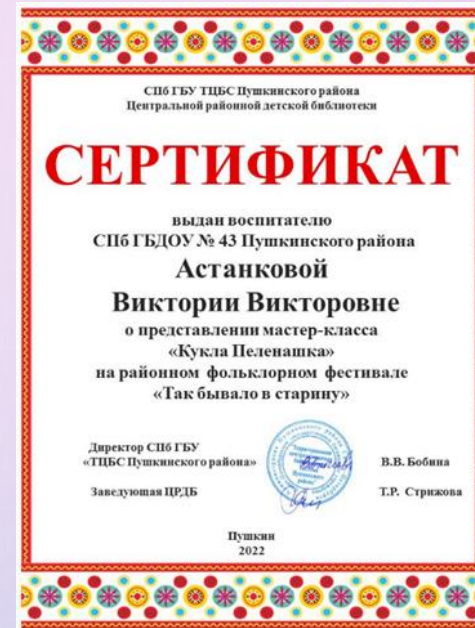 СПб ГБУ ТЦБС Пушкинского района
Центральной районной детской библиотеки
СЕРТИФИКАТ
выдан воспитателю
СПб ГБДОУ № 43 Пушкинского района
Астанковой
Виктории Викторовне
о представлении мастер-класса
«Кукла Пеленашка»
на районном фольклорном фестивале
«Так бывало в старину»
Директор СПб ГБУ
«ТЦБС Пушкинского района» В.В. Бобина
Заведующая ЦРДБ Т.Р. Стрижова
Пушкин
2022